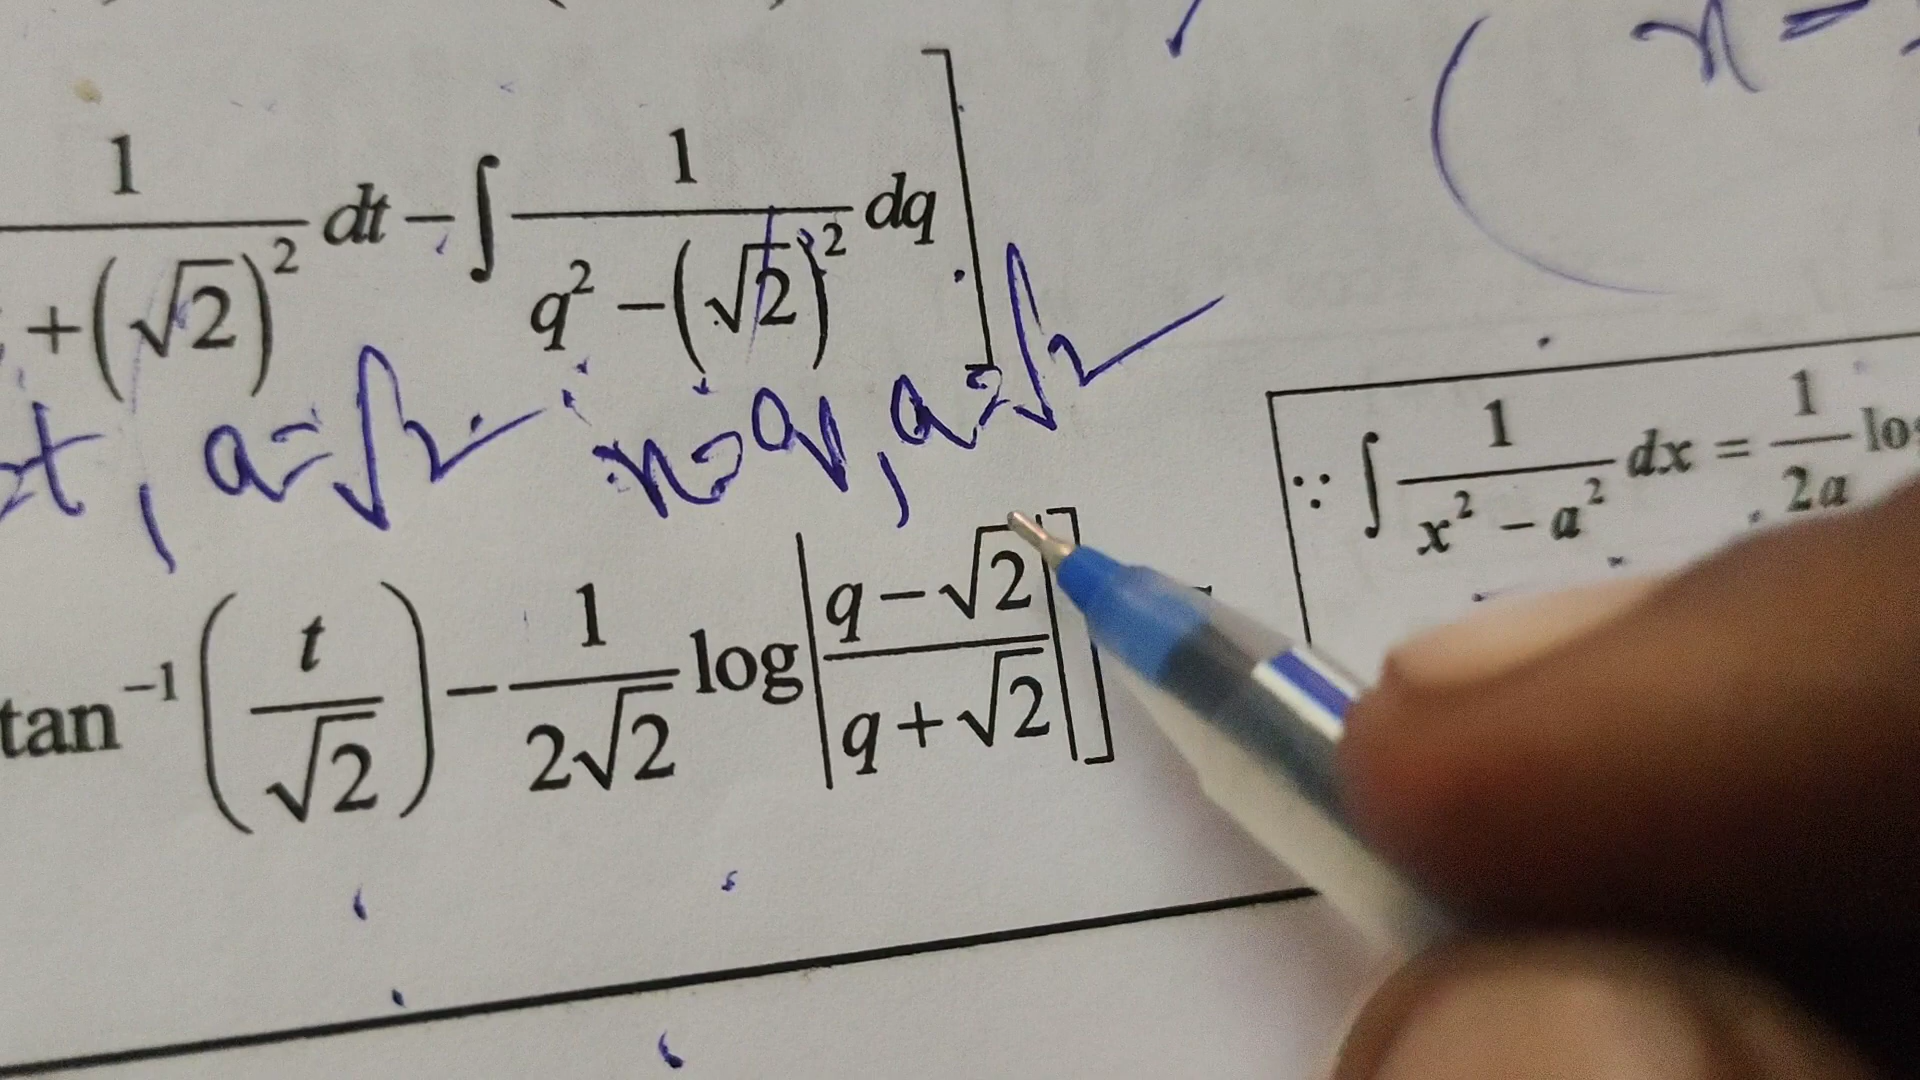 1/(+(√2)²) dt − ∫ 1/(q² − (√2)²) dq ]
t, a=√2 x=q, a=√2
∵ ∫ 1/(x² − a²) dx = 1/2a
tan⁻¹(t/√2) − 1/(2√2) log|(q − √2)/(q + √2)|]